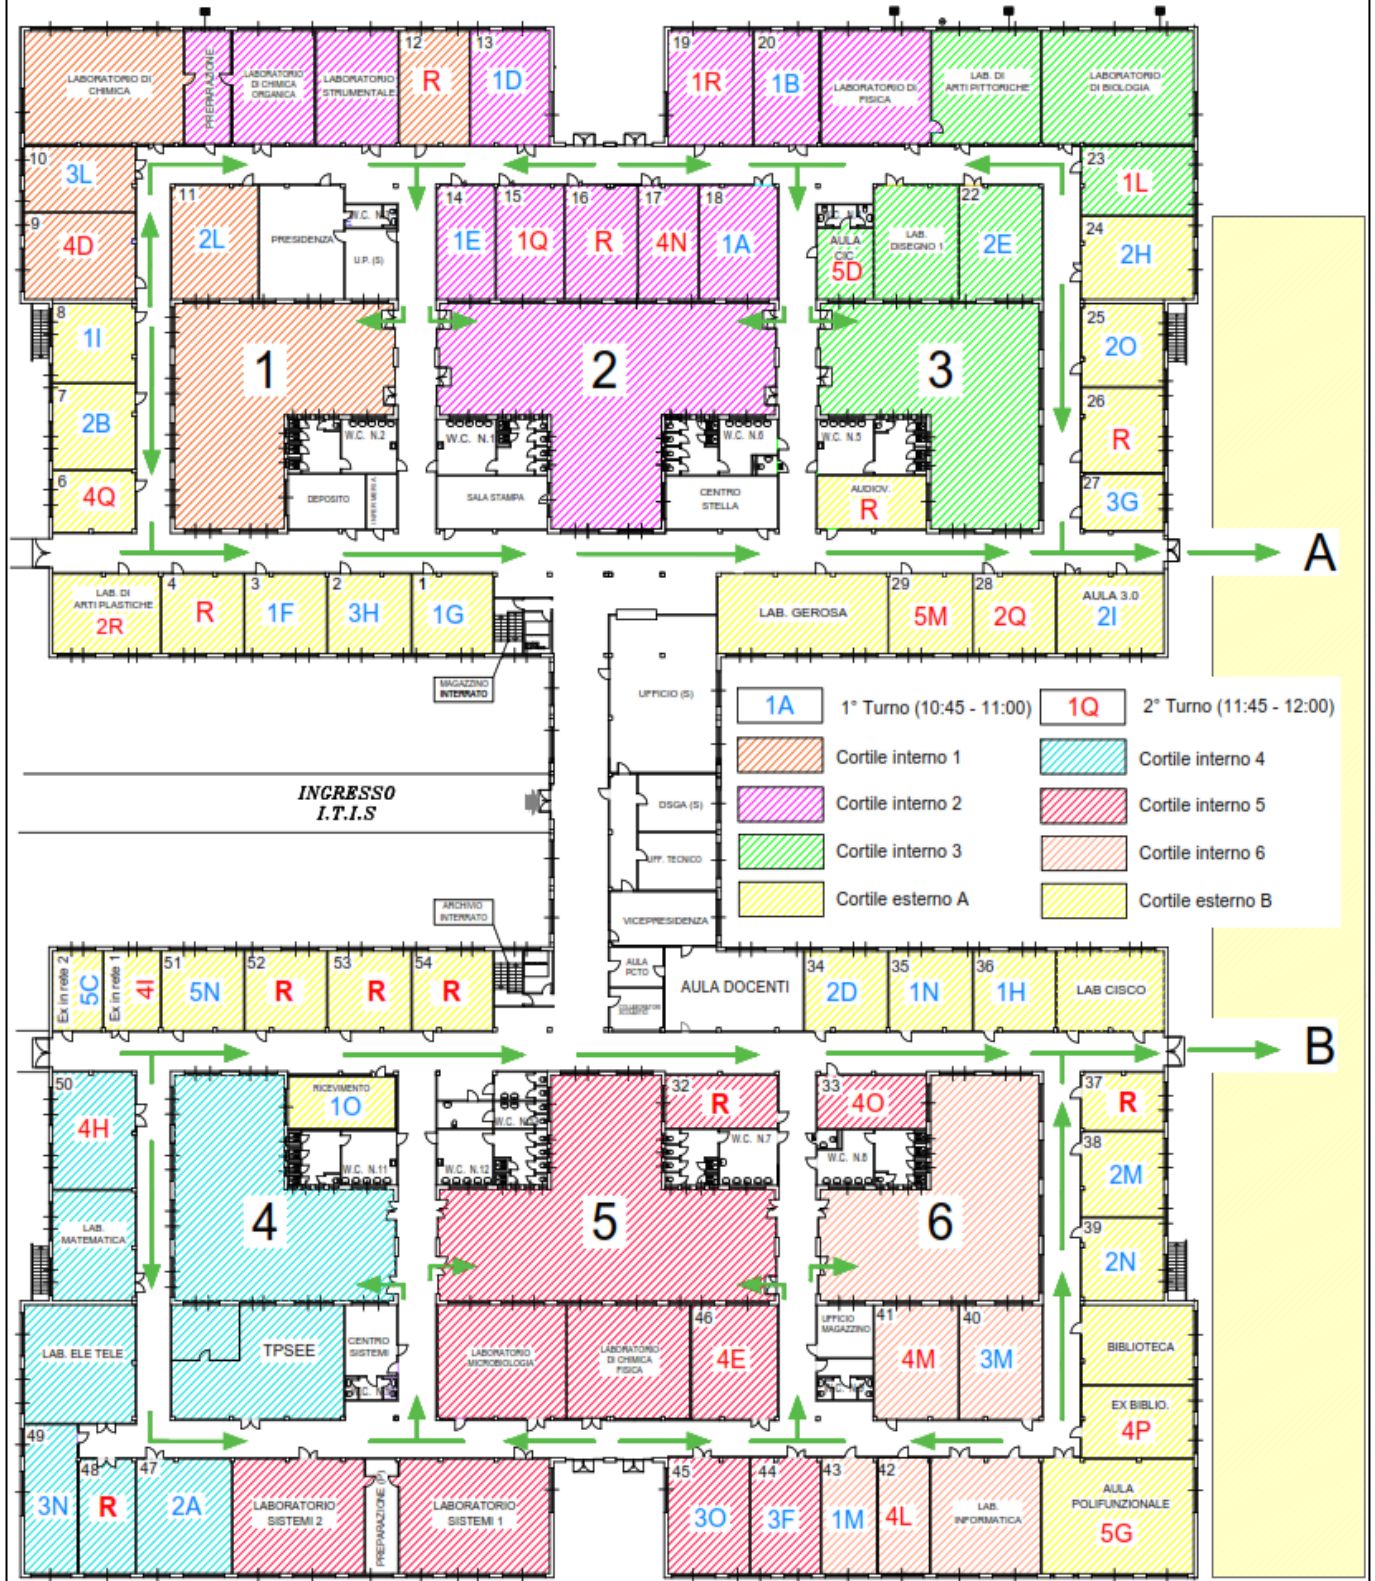 LABORATORIO DI
CHIMICA
PREPARAZIONE
LABORATORIO
DI CHIMICA
ORGANICA
LABORATORIO
STRUMENTALE
12
R
13
1D
19
1R
20
1B
LABORATORIO DI
FISICA
LAB. DI
ARTI PITTORICHE
LABORATORIO
DI BIOLOGIA
10
3L
9
4D
11
2L
PRESIDENZA
U.P. (S)
14
1E
15
1Q
16
R
17
4N
18
1A
AULA
CIC
5D
LAB.
DISEGNO 1
22
2E
23
1L
24
2H
8
1I
7
2B
6
4Q
1
2
3
25
2O
26
R
27
3G
W.C. N.2
DEPOSITO
INFERMERIA
W.C. N.1
SALA STAMPA
W.C. N.6
CENTRO
STELLA
W.C. N.5
AUDIOV.
R
A
LAB. DI
ARTI PLASTICHE
2R
4
R
3
1F
2
3H
1
1G
LAB. GEROSA
29
5M
28
2Q
AULA 3.0
2I
MAGAZZINO
INTERRATO
UFFICIO (S)
1A
1° Turno (10:45 - 11:00)
1Q
2° Turno (11:45 - 12:00)
Cortile interno 1
Cortile interno 4
Cortile interno 2
Cortile interno 5
Cortile interno 3
Cortile interno 6
Cortile esterno A
Cortile esterno B
INGRESSO
I.T.I.S
DSGA (S)
UFF. TECNICO
VICEPRESIDENZA
ARCHIVIO
INTERRATO
Ex in rete 2
5C
Ex in rete 1
4I
51
5N
52
R
53
R
54
R
AULA
PCTO
AULA DOCENTI
34
2D
35
1N
36
1H
LAB CISCO
B
50
4H
LAB.
MATEMATICA
RICEVIMENTO
1O
W.C. N.11
W.C. N.12
32
R
W.C. N.7
33
4O
W.C. N.8
37
R
38
2M
39
2N
4
5
6
LAB. ELE TELE
TPSEE
CENTRO
SISTEMI
LABORATORIO
MICROBIOLOGIA
LABORATORIO
DI CHIMICA
FISICA
46
4E
UFFICIO
MAGAZZINO
41
4M
40
3M
BIBLIOTECA
EX BIBLIO.
4P
49
3N
48
R
47
2A
LABORATORIO
SISTEMI 2
PREPARAZIONE (P)
LABORATORIO
SISTEMI 1
45
3O
44
3F
43
1M
42
4L
LAB.
INFORMATICA
AULA
POLIFUNZIONALE
5G